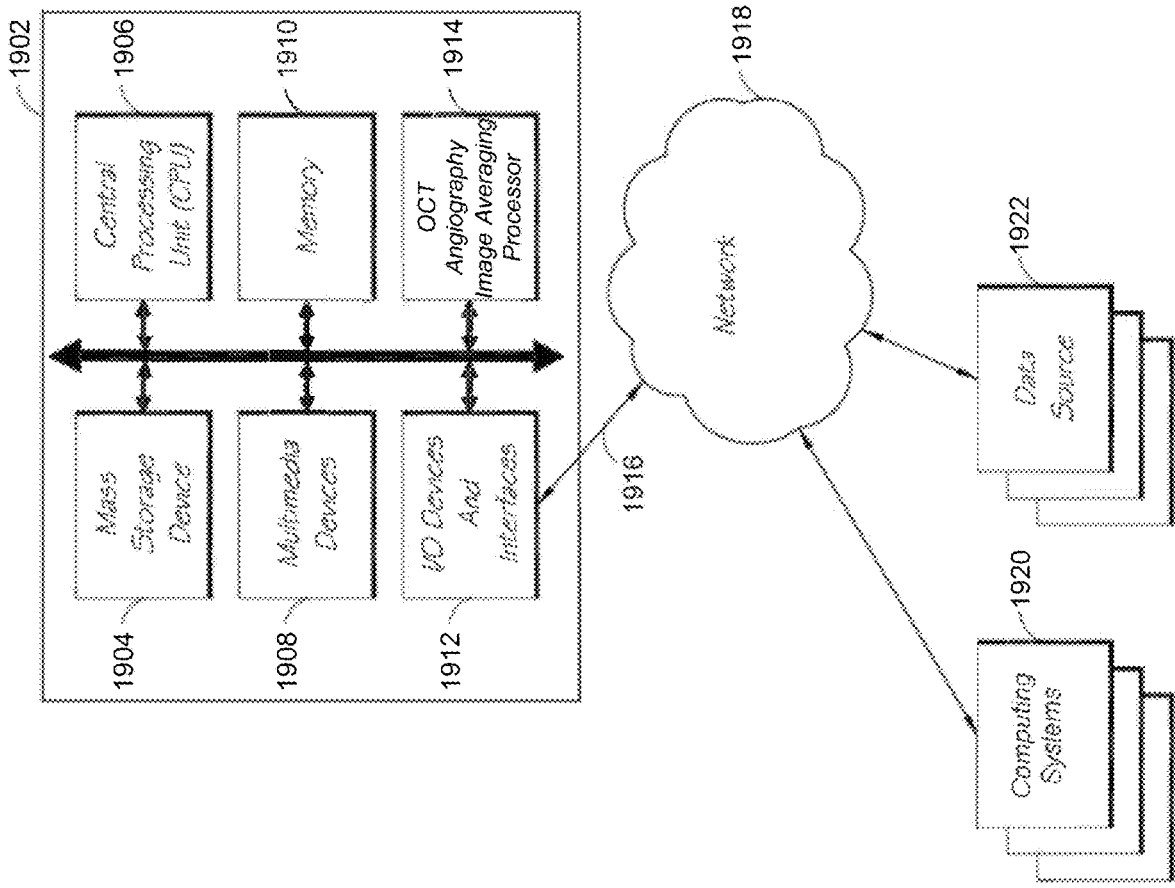 1902
1906
1910
1914
Central
Processing
Unit (CPU)
Memory
OCT
Angiography
Image Averaging
Processor
Mass
Storage
Device
Multimedia
Devices
I/O Devices
And
Interfaces
1904
1908
1912
1916
1918
Network
1922
Data
Source
1920
Computing
Systems